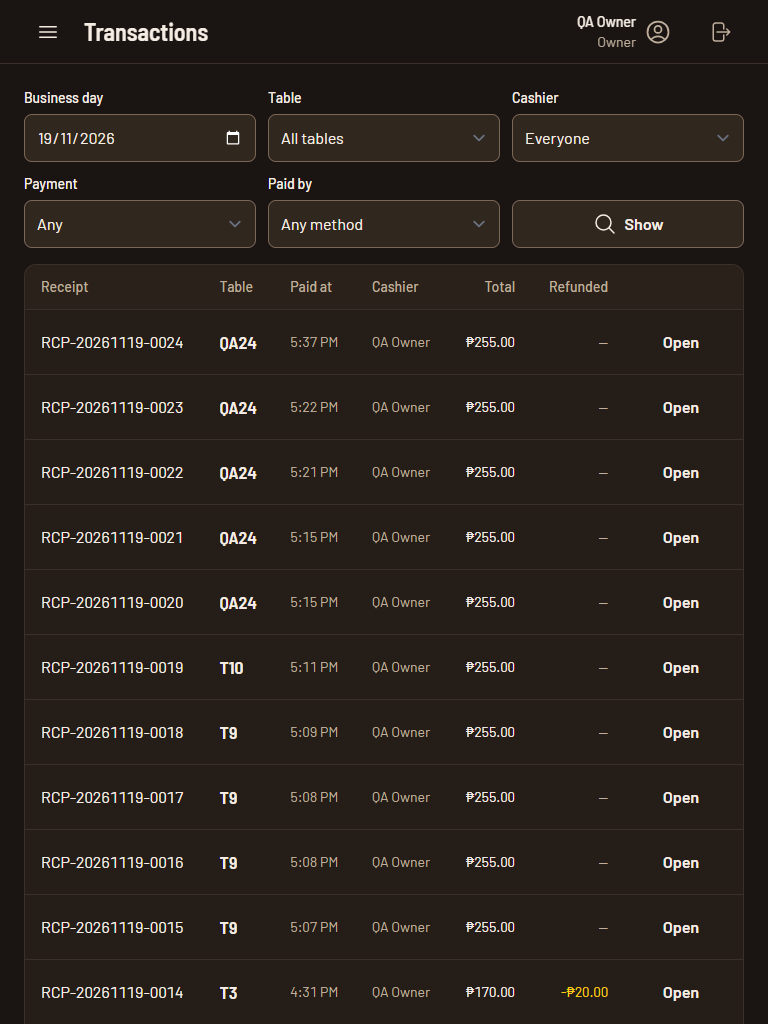 Transactions
QA Owner
Owner
Business day
Table
Cashier
19/11/2026
All tables
Everyone
Payment
Paid by
Any
Any method
Show
Receipt Table Paid at Cashier Total Refunded
RCP-20261119-0024 QA24 5:37 PM QA Owner ₱255.00 — Open
RCP-20261119-0023 QA24 5:22 PM QA Owner ₱255.00 — Open
RCP-20261119-0022 QA24 5:21 PM QA Owner ₱255.00 — Open
RCP-20261119-0021 QA24 5:15 PM QA Owner ₱255.00 — Open
RCP-20261119-0020 QA24 5:15 PM QA Owner ₱255.00 — Open
RCP-20261119-0019 T10 5:11 PM QA Owner ₱255.00 — Open
RCP-20261119-0018 T9 5:09 PM QA Owner ₱255.00 — Open
RCP-20261119-0017 T9 5:08 PM QA Owner ₱255.00 — Open
RCP-20261119-0016 T9 5:08 PM QA Owner ₱255.00 — Open
RCP-20261119-0015 T9 5:07 PM QA Owner ₱255.00 — Open
RCP-20261119-0014 T3 4:31 PM QA Owner ₱170.00 -₱20.00 Open